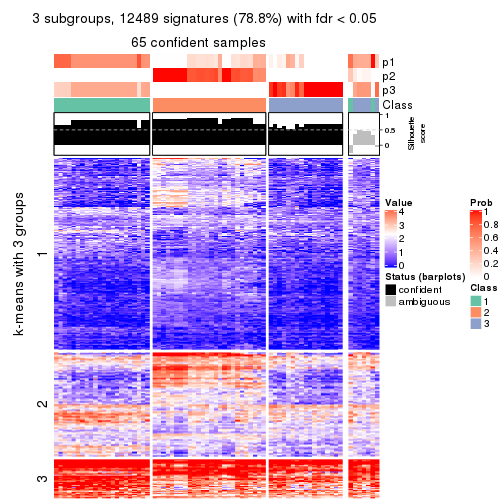 3 subgroups, 12489 signatures (78.8%) with fdr < 0.05
65 confident samples
p1
p2
p3
Class
1
0.5
0
Silhouette
score
k-means with 3 groups
1
2
3
Value
4
3
2
1
0
Status (barplots)
confident
ambiguous
Prob
1
0.8
0.6
0.4
0.2
0
Class
1
2
3